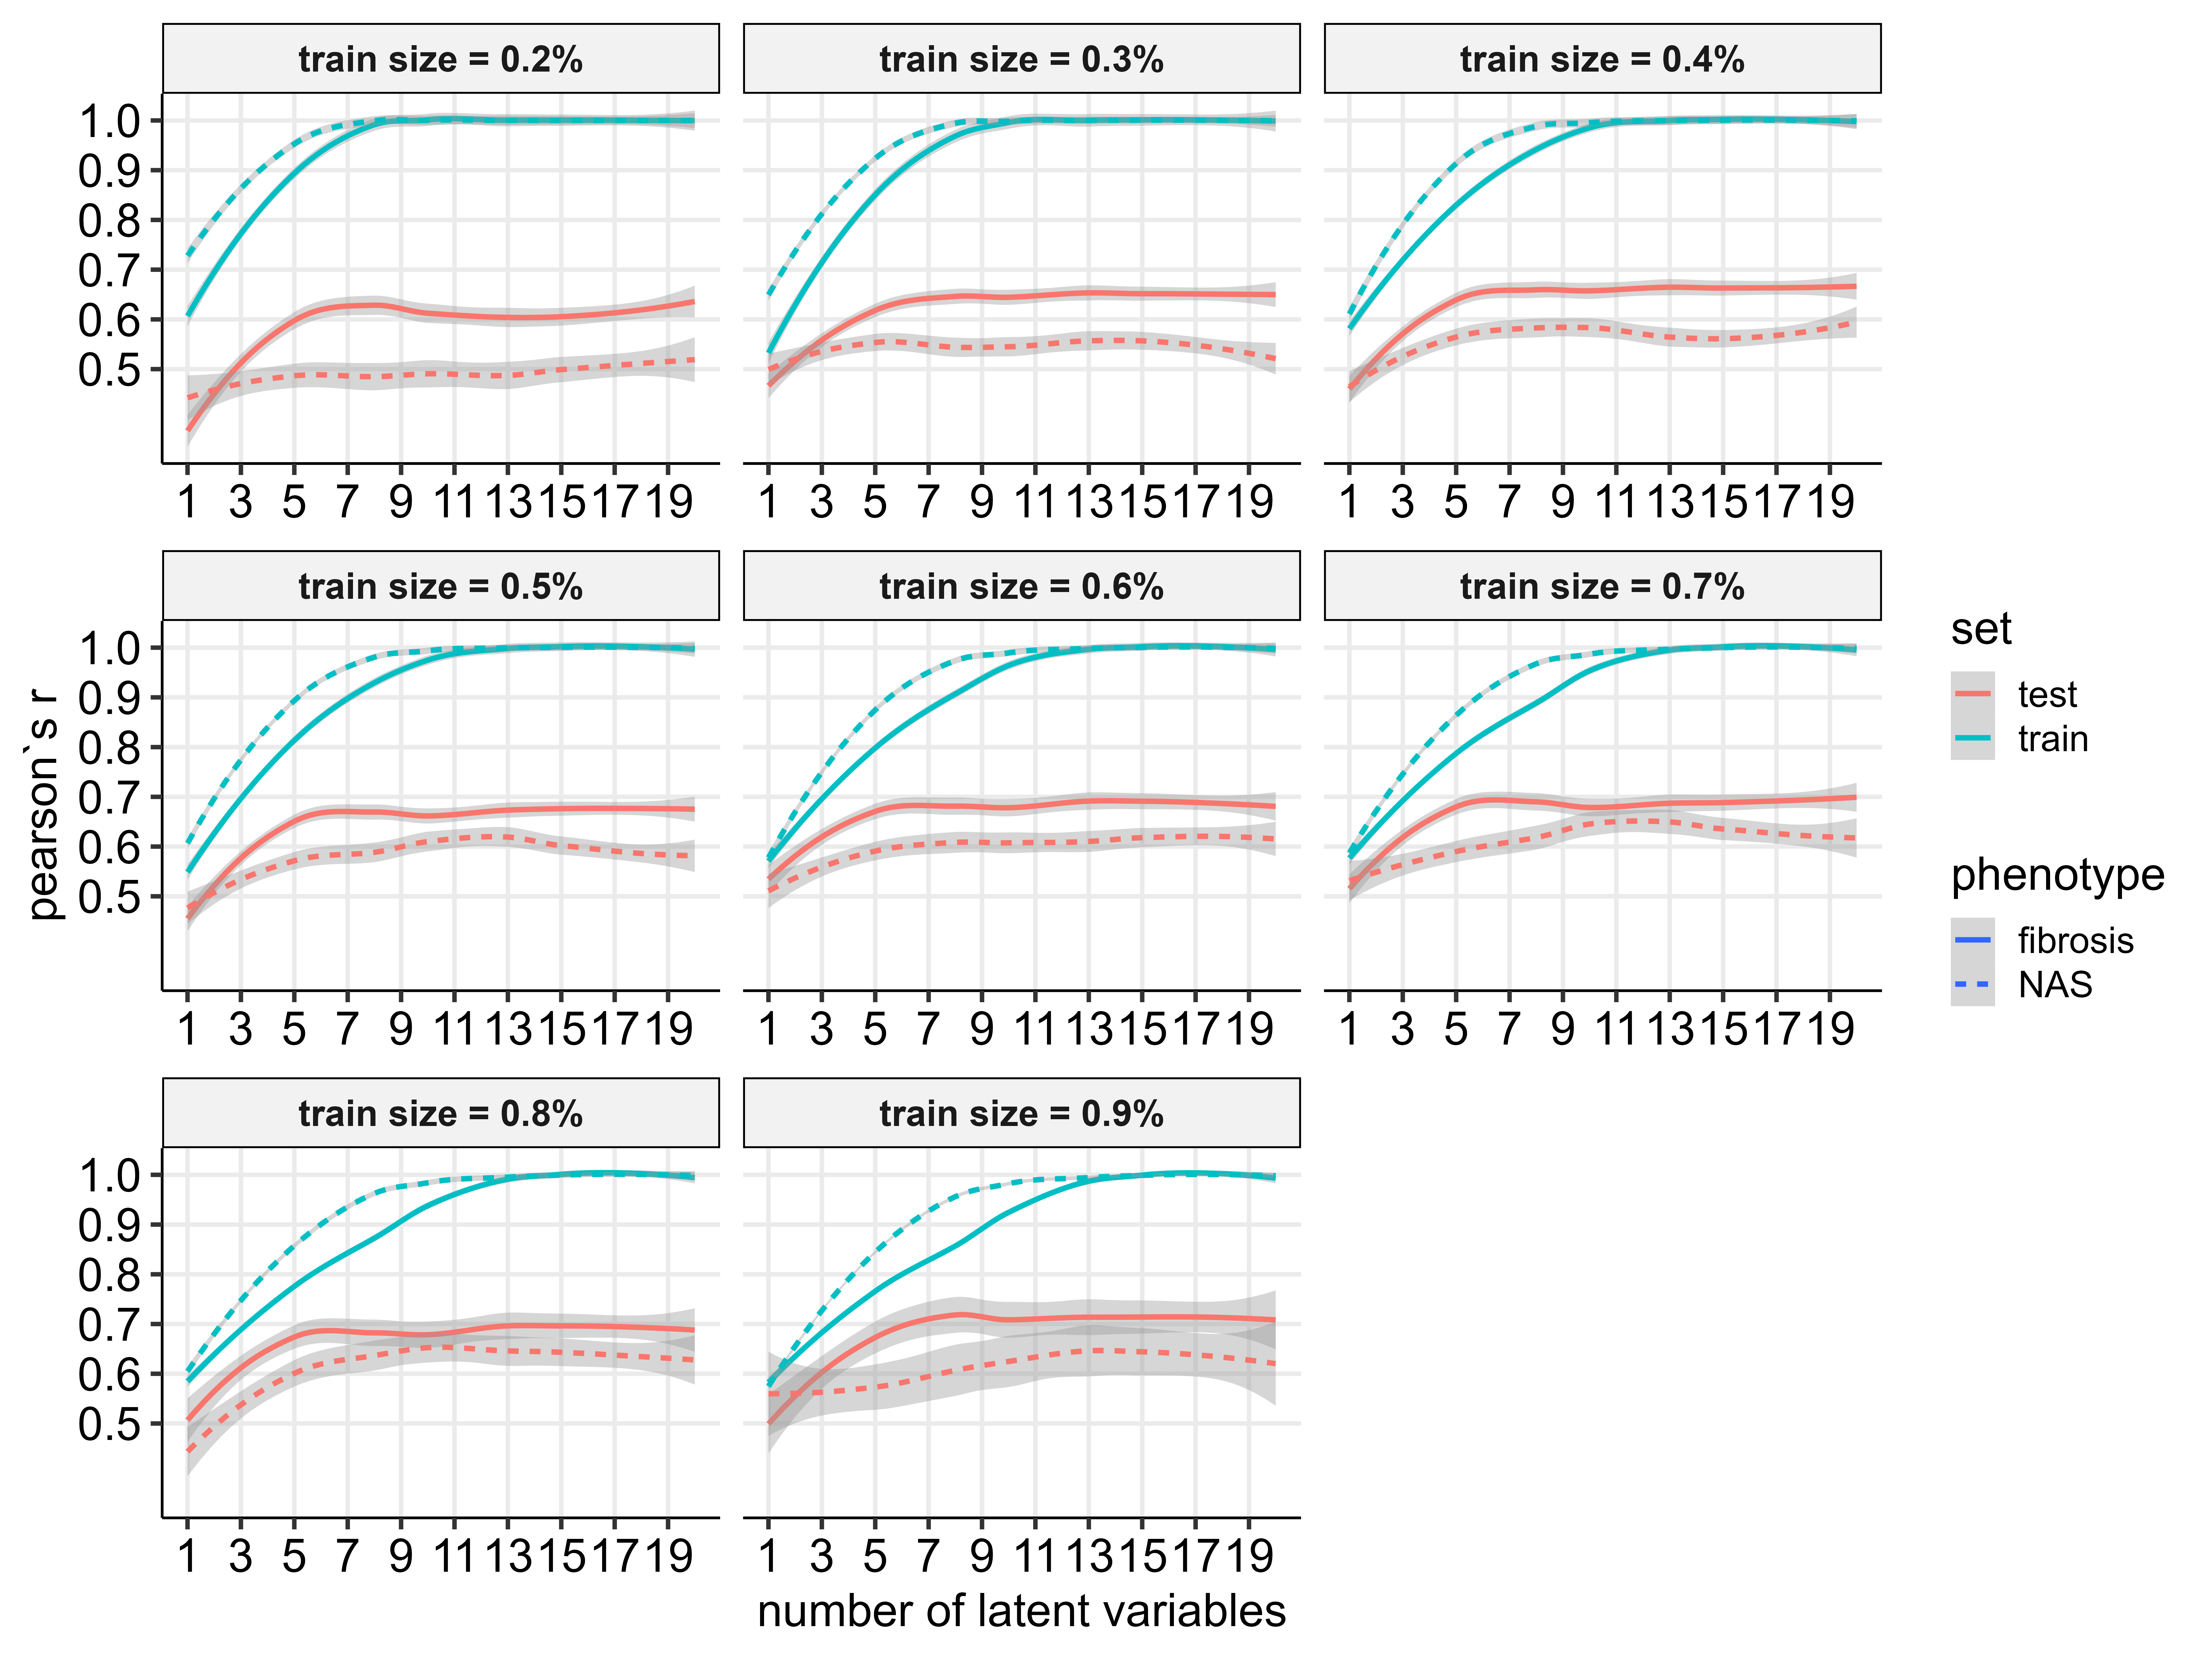 train size = 0.2%
train size = 0.3%
train size = 0.4%
1.0
0.9
0.8
0.7
0.6
0.5
1 3 5 7 9 11 13 15 17 19
1 3 5 7 9 11 13 15 17 19
1 3 5 7 9 11 13 15 17 19
train size = 0.5%
train size = 0.6%
train size = 0.7%
pearson`s r
1.0
0.9
0.8
0.7
0.6
0.5
1 3 5 7 9 11 13 15 17 19
1 3 5 7 9 11 13 15 17 19
1 3 5 7 9 11 13 15 17 19
set
test
train
phenotype
fibrosis
NAS
train size = 0.8%
train size = 0.9%
1.0
0.9
0.8
0.7
0.6
0.5
1 3 5 7 9 11 13 15 17 19
1 3 5 7 9 11 13 15 17 19
number of latent variables